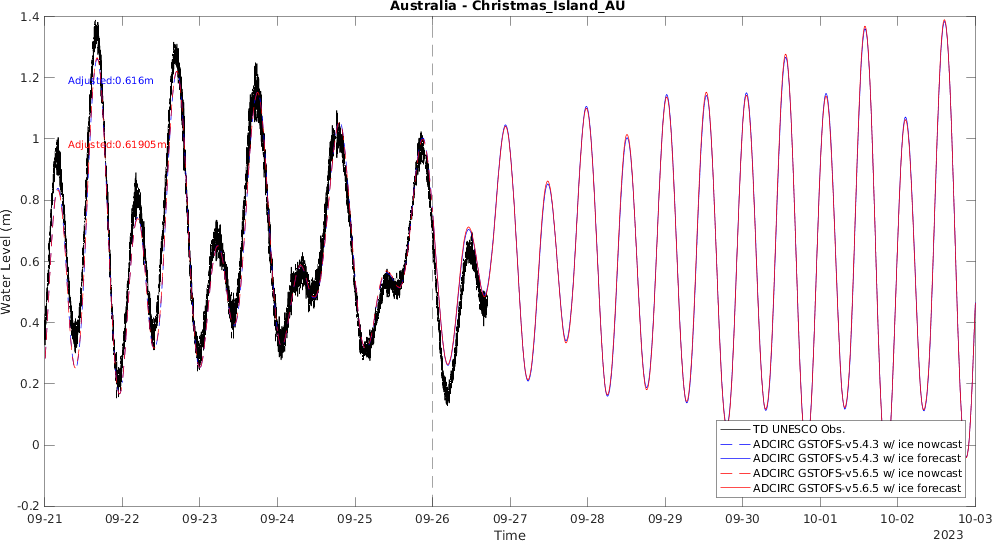 Australia - Christmas_Island_AU
Water Level (m)
1.4
1.2
1
0.8
0.6
0.4
0.2
0
-0.2
Adjusted:0.616m
Adjusted:0.61905m
TD UNESCO Obs.
ADCIRC GSTOFS-v5.4.3 w/ ice nowcast
ADCIRC GSTOFS-v5.4.3 w/ ice forecast
ADCIRC GSTOFS-v5.6.5 w/ ice nowcast
ADCIRC GSTOFS-v5.6.5 w/ ice forecast
09-21 09-22 09-23 09-24 09-25 09-26 09-27 09-28 09-29 09-30 10-01 10-02 10-03
Time
2023